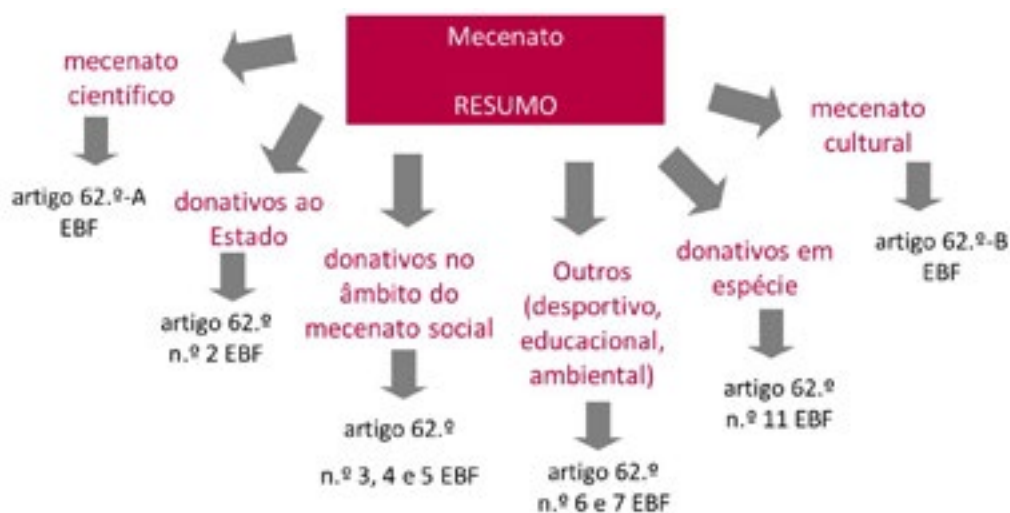 Mecenato
RESUMO
mecenato
científico
artigo 62.º-A
EBF
donativos ao
Estado
artigo 62.º
n.º 2 EBF
donativos no
âmbito do
mecenato social
artigo 62.º
n.º 3, 4 e 5 EBF
Outros
(desportivo,
educacional,
ambiental)
artigo 62.º
n.º 6 e 7 EBF
donativos em
espécie
artigo 62.º
n.º 11 EBF
mecenato
cultural
artigo 62.º-B
EBF